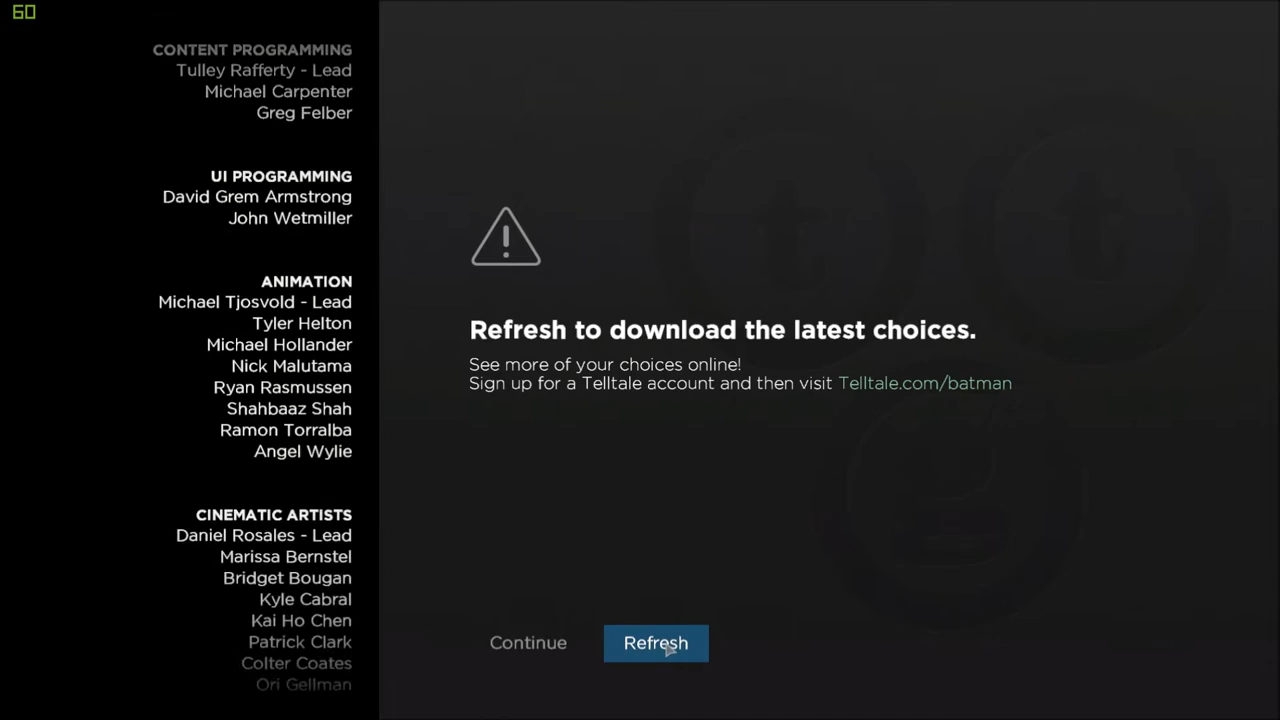 60
CONTENT PROGRAMMING
Tulley Rafferty - Lead
Michael Carpenter
Greg Felber
UI PROGRAMMING
David Grem Armstrong
John Wetmiller
ANIMATION
Michael Tjosvold - Lead
Tyler Helton
Michael Hollander
Nick Malutama
Ryan Rasmussen
Shahbaaz Shah
Ramon Torralba
Angel Wylie
CINEMATIC ARTISTS
Daniel Rosales - Lead
Marissa Bernstel
Bridget Bougan
Kyle Cabral
Kai Ho Chen
Patrick Clark
Colter Coates
Ori Gellman
Refresh to download the latest choices.
See more of your choices online!
Sign up for a Telltale account and then visit Telltale.com/batman
Continue
Refresh